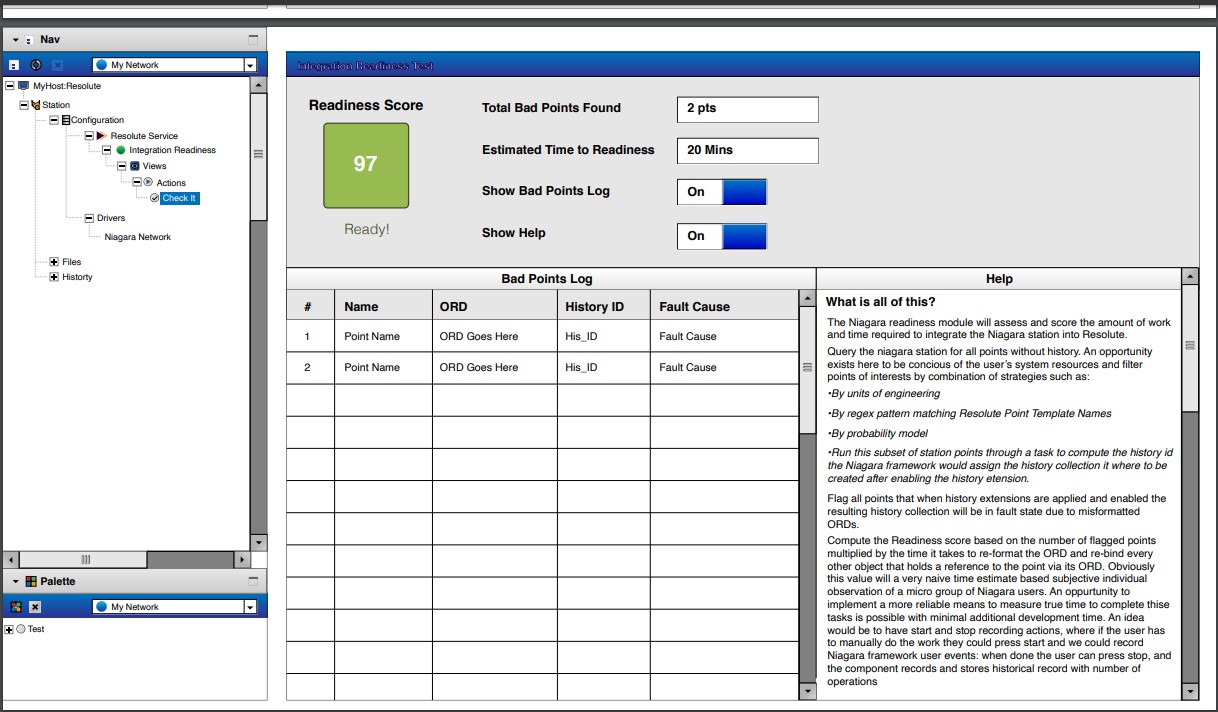 Nav
My Network
MyHost:Resolute
Station
Configuration
Resolute Service
Integration Readiness
Views
Actions
Check It
Drivers
Niagara Network
Files
Historty
Palette
My Network
Test
Integration Readiness Test
Readiness Score
97
Ready!
Total Bad Points Found
2 pts
Estimated Time to Readiness
20 Mins
Show Bad Points Log
On
Show Help
On
Bad Points Log
# Name ORD History ID Fault Cause
1 Point Name ORD Goes Here His_ID Fault Cause
2 Point Name ORD Goes Here His_ID Fault Cause
Help
What is all of this?
The Niagara readiness module will assess and score the amount of work
and time required to integrate the Niagara station into Resolute.
Query the niagara station for all points without history. An opportunity
exists here to be concious of the user's system resources and filter
points of interests by combination of strategies such as:
•By units of engineering
•By regex pattern matching Resolute Point Template Names
•By probability model
•Run this subset of station points through a task to compute the history id
the Niagara framework would assign the history collection it where to be
created after enabling the history etension.
Flag all points that when history extensions are applied and enabled the
resulting history collection will be in fault state due to misformatted
ORDs.
Compute the Readiness score based on the number of flagged points
multiplied by the time it takes to re-format the ORD and re-bind every
other object that holds a reference to the point via its ORD. Obviously
this value will a very naive time estimate based subjective individual
observation of a micro group of Niagara users. An oppurtunity to
implement a more reliable means to measure true time to complete thise
tasks is possible with minimal additional development time. An idea
would be to have start and stop recording actions, where if the user has
to manually do the work they could press start and we could record
Niagara framework user events: when done the user can press stop, and
the component records and stores historical record with number of
operations